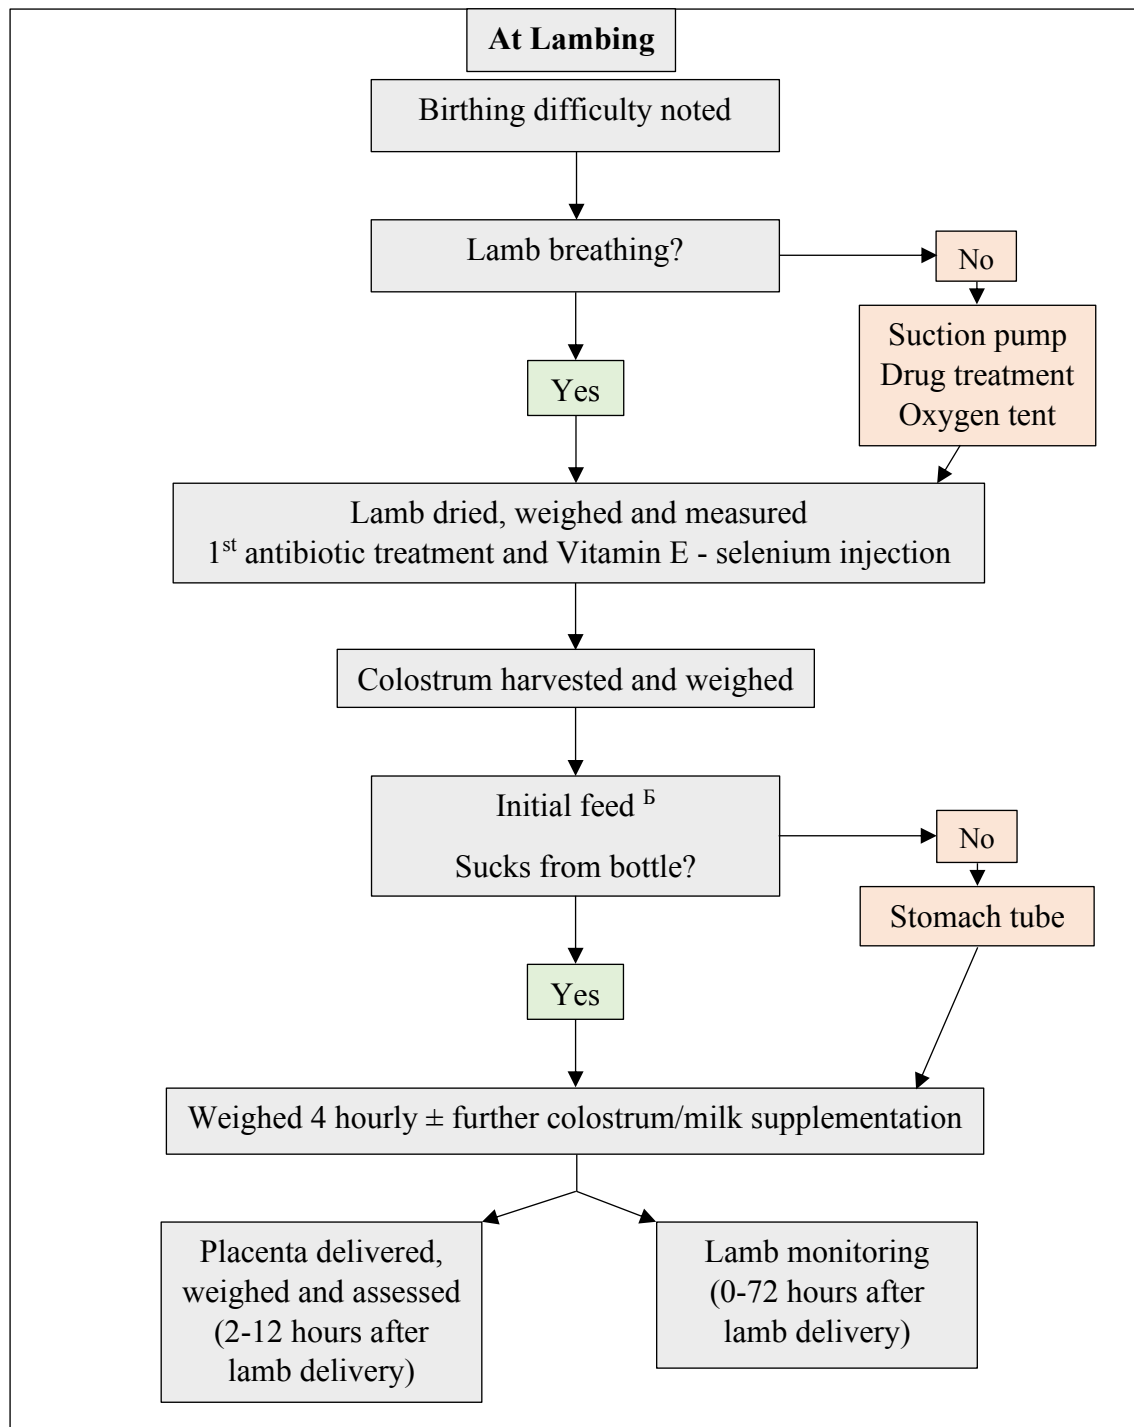 At Lambing
Birthing difficulty noted
Lamb breathing?
No
Suction pump
Drug treatment
Oxygen tent
Yes
Lamb dried, weighed and measured
1st antibiotic treatment and Vitamin E - selenium injection
Colostrum harvested and weighed
Initial feed Б
Sucks from bottle?
No
Stomach tube
Yes
Weighed 4 hourly ± further colostrum/milk supplementation
Placenta delivered,
weighed and assessed
(2-12 hours after
lamb delivery)
Lamb monitoring
(0-72 hours after
lamb delivery)